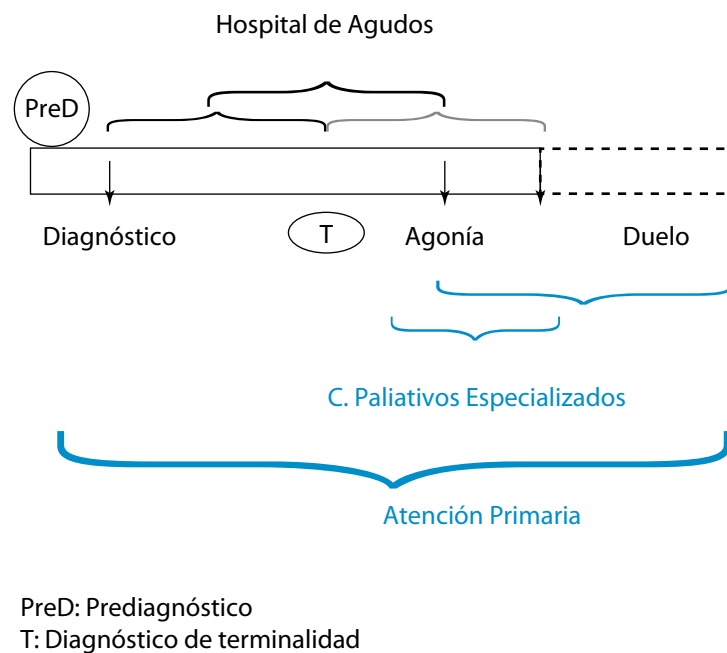 Hospital de Agudos
PreD
Diagnóstico
T
Agonía
Duelo
C. Paliativos Especializados
Atención Primaria
PreD: Prediagnóstico
T: Diagnóstico de terminalidad